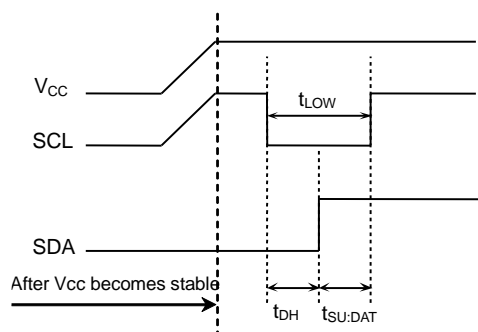 VCC
tLOW
SCL
SDA
After Vcc becomes stable
tDH
tSU:DAT